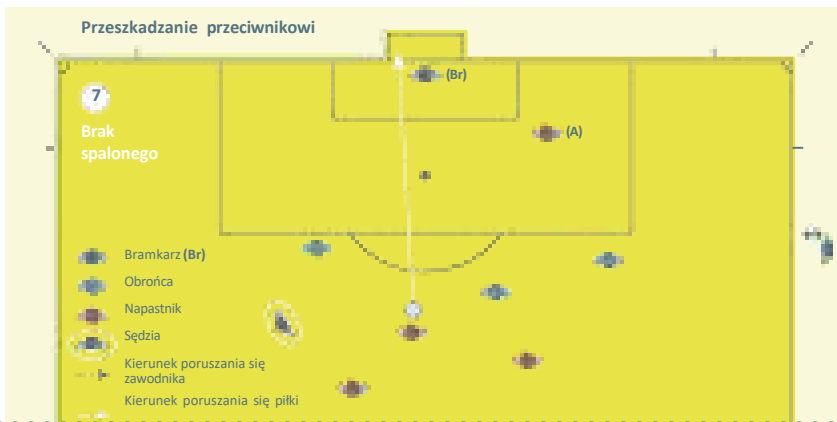 Przeszkadzanie przeciwnikowi
(Br)
7
(A)
Brak
spalonego
Bramkarz (Br)
Obrońca
Napastnik
Sędzia
Kierunek poruszania się
zawodnika
Kierunek poruszania się piłki